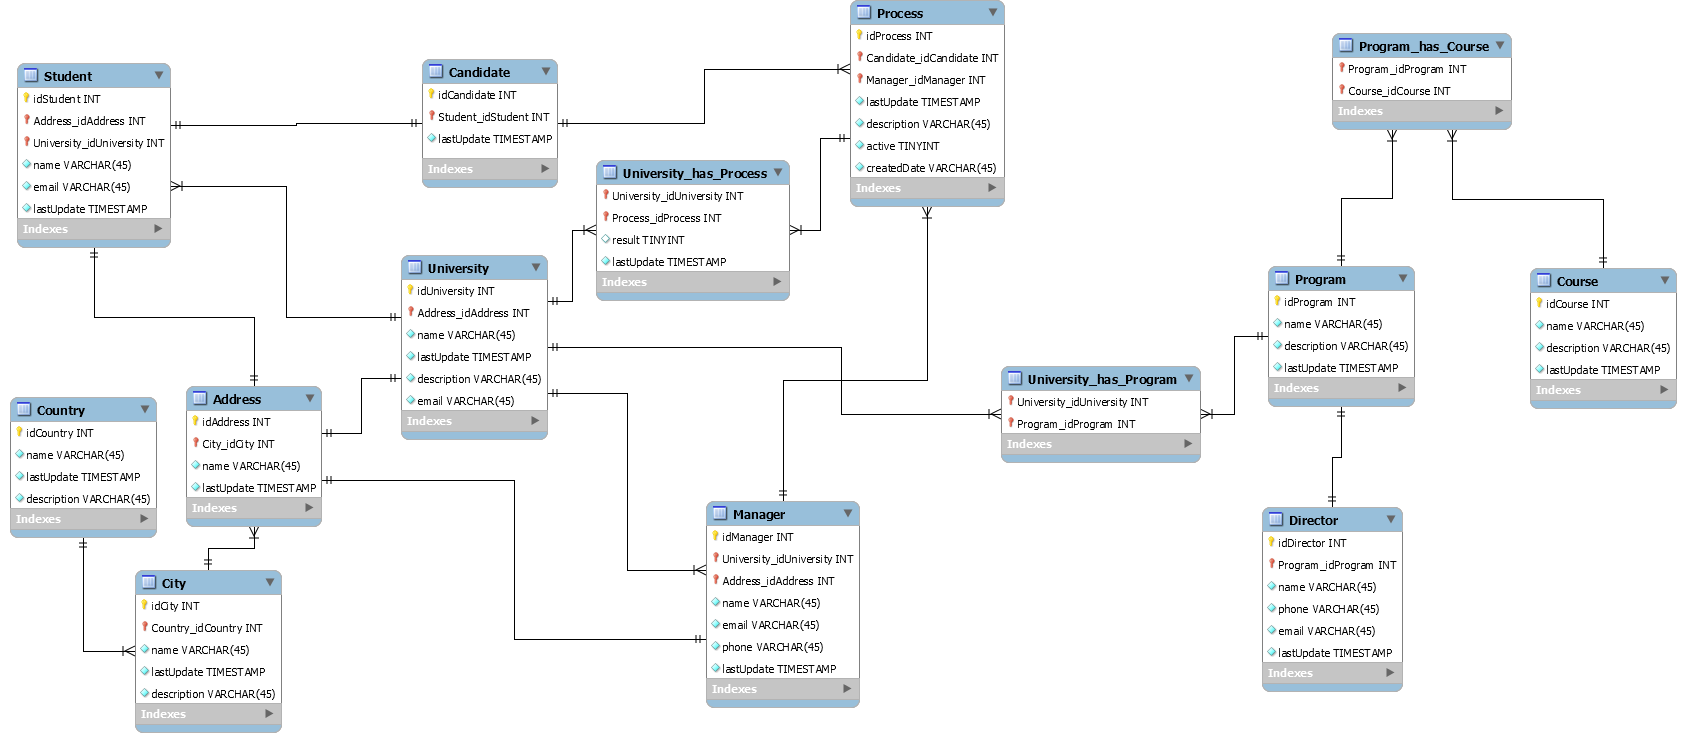 Student
idStudent INT
Address_idAddress INT
University_idUniversity INT
name VARCHAR(45)
email VARCHAR(45)
lastUpdate TIMESTAMP
Indexes
Candidate
idCandidate INT
Student_idStudent INT
lastUpdate TIMESTAMP
Indexes
Process
idProcess INT
Candidate_idCandidate INT
Manager_idManager INT
lastUpdate TIMESTAMP
description VARCHAR(45)
active TINYINT
createdDate VARCHAR(45)
Indexes
Program_has_Course
Program_idProgram INT
Course_idCourse INT
Indexes
University_has_Process
University_idUniversity INT
Process_idProcess INT
result TINYINT
lastUpdate TIMESTAMP
Indexes
University
idUniversity INT
Address_idAddress INT
name VARCHAR(45)
lastUpdate TIMESTAMP
description VARCHAR(45)
email VARCHAR(45)
Indexes
Program
idProgram INT
name VARCHAR(45)
description VARCHAR(45)
lastUpdate TIMESTAMP
Indexes
Course
idCourse INT
name VARCHAR(45)
description VARCHAR(45)
lastUpdate TIMESTAMP
Indexes
Country
idCountry INT
name VARCHAR(45)
lastUpdate TIMESTAMP
description VARCHAR(45)
Indexes
Address
idAddress INT
City_idCity INT
name VARCHAR(45)
lastUpdate TIMESTAMP
Indexes
University_has_Program
University_idUniversity INT
Program_idProgram INT
Indexes
City
idCity INT
Country_idCountry INT
name VARCHAR(45)
lastUpdate TIMESTAMP
description VARCHAR(45)
Indexes
Manager
idManager INT
University_idUniversity INT
Address_idAddress INT
name VARCHAR(45)
email VARCHAR(45)
phone VARCHAR(45)
lastUpdate TIMESTAMP
Indexes
Director
idDirector INT
Program_idProgram INT
name VARCHAR(45)
phone VARCHAR(45)
email VARCHAR(45)
lastUpdate TIMESTAMP
Indexes